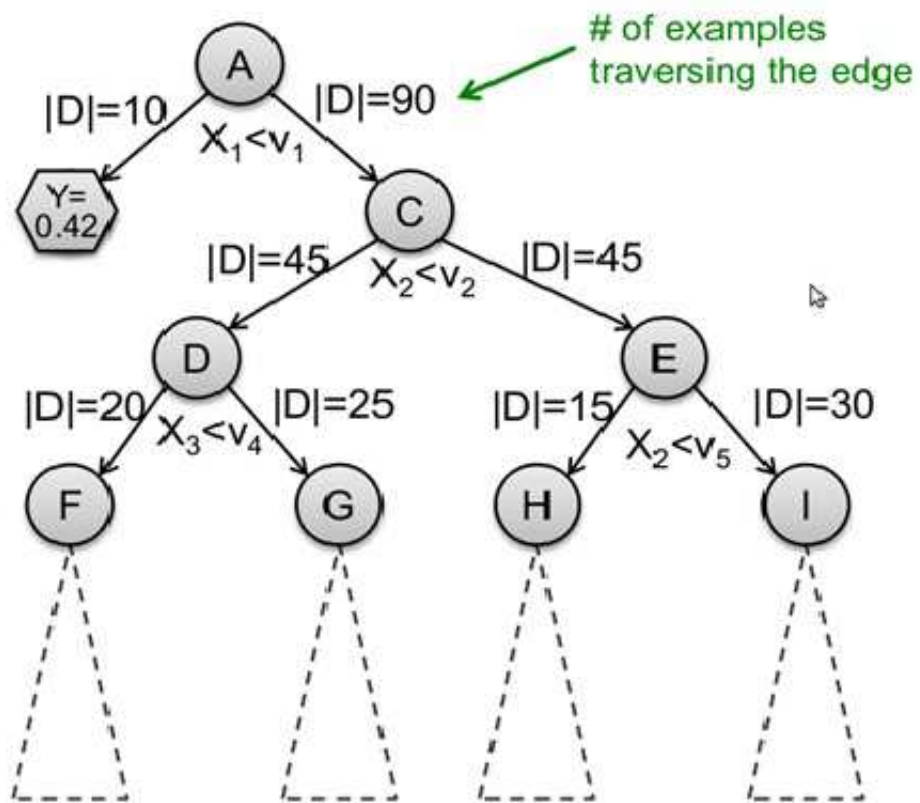 # of examples
traversing the edge
A
|D|=10
|D|=90
X₁<v₁
Y=
0.42
C
|D|=45
|D|=45
X₂<v₂
D
E
|D|=20
|D|=25
|D|=15
|D|=30
X₃<v₄
X₂<v₅
F
G
H
I